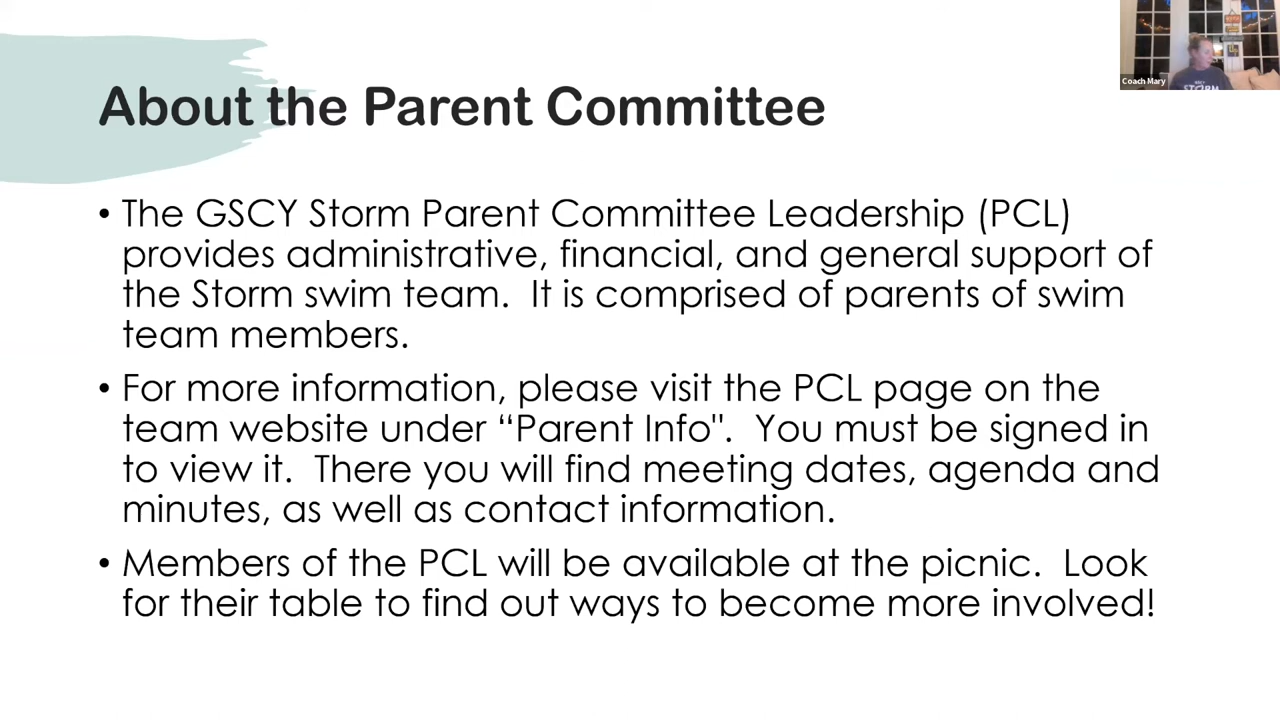 About the Parent Committee
Coach Mary
STORM
• The GSCY Storm Parent Committee Leadership (PCL)
provides administrative, financial, and general support of
the Storm swim team.  It is comprised of parents of swim
team members.
• For more information, please visit the PCL page on the
team website under “Parent Info".  You must be signed in
to view it.  There you will find meeting dates, agenda and
minutes, as well as contact information.
• Members of the PCL will be available at the picnic.  Look
for their table to find out ways to become more involved!